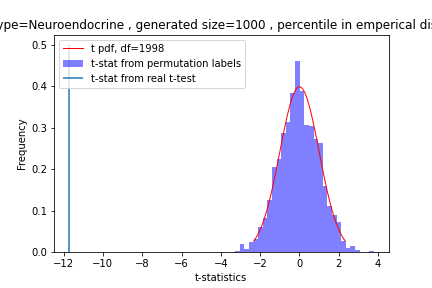 ype=Neuroendocrine , generated size=1000 , percentile in emperical dis
t pdf, df=1998
t-stat from permutation labels
t-stat from real t-test
Frequency
0.5
0.4
0.3
0.2
0.1
0.0
−12 −10 −8 −6 −4 −2 0 2 4
t-statistics